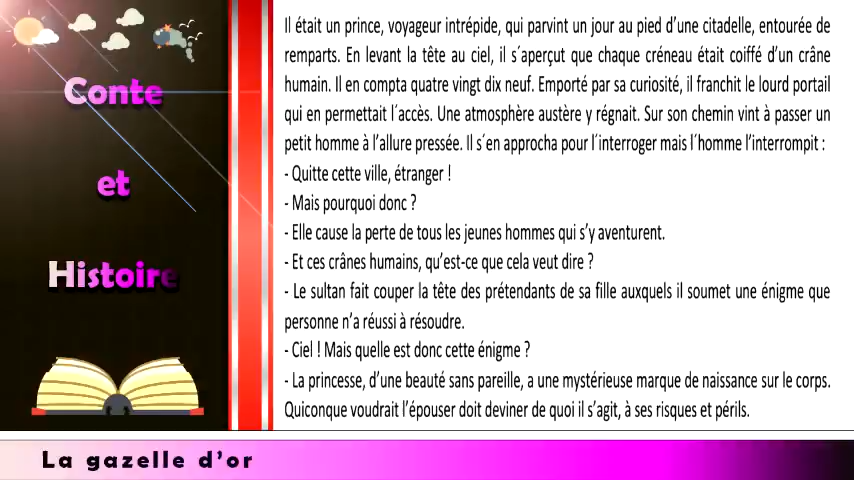 Conte
et
Histoire
Il était un prince, voyageur intrépide, qui parvint un jour au pied d'une citadelle, entourée de
remparts. En levant la tête au ciel, il s´aperçut que chaque créneau était coiffé d'un crâne
humain. Il en compta quatre vingt dix neuf. Emporté par sa curiosité, il franchit le lourd portail
qui en permettait l´accès. Une atmosphère austère y régnait. Sur son chemin vint à passer un
petit homme à l'allure pressée. Il s´en approcha pour l´interroger mais l´homme l'interrompit :
- Quitte cette ville, étranger !
- Mais pourquoi donc ?
- Elle cause la perte de tous les jeunes hommes qui s'y aventurent.
- Et ces crânes humains, qu'est-ce que cela veut dire ?
- Le sultan fait couper la tête des prétendants de sa fille auxquels il soumet une énigme que
personne n'a réussi à résoudre.
- Ciel ! Mais quelle est donc cette énigme ?
- La princesse, d'une beauté sans pareille, a une mystérieuse marque de naissance sur le corps.
Quiconque voudrait l'épouser doit deviner de quoi il s'agit, à ses risques et périls.
La gazelle d'or